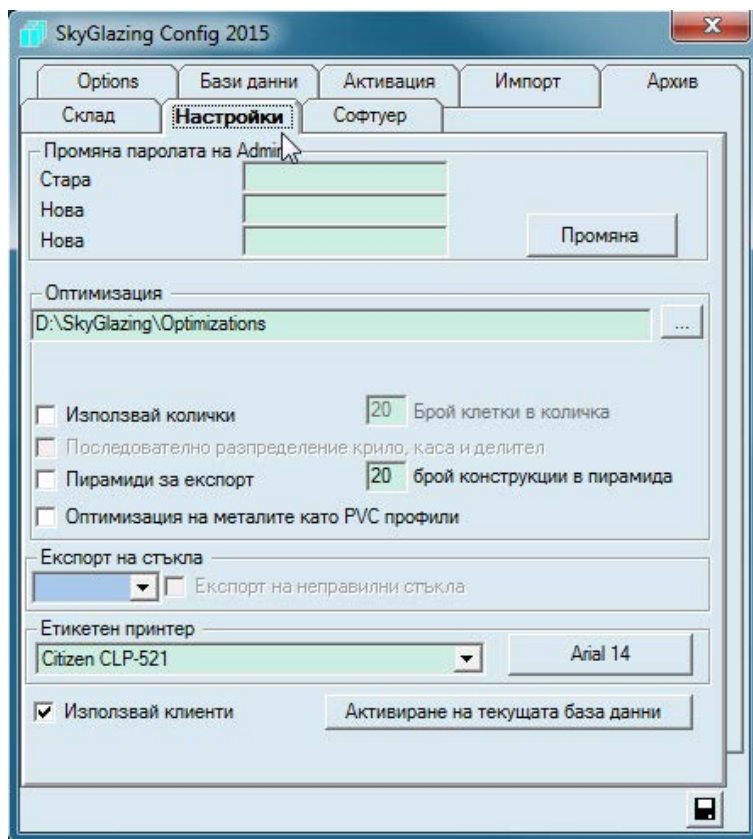 SkyGlazing Config 2015
Options Бази данни Активация Импорт Архив
Склад Настройки Софтуер
Промяна паролата на Admin
Стара
Нова
Нова Промяна
Оптимизация
D:\SkyGlazing\Optimizations ...
Използвай колички 20 Брой клетки в количка
Последователно разпределение крило, каса и делител
Пирамиди за експорт 20 брой конструкции в пирамида
Оптимизация на металите като PVC профили
Експорт на стъкла
Експорт на неправилни стъкла
Етикетен принтер
Citizen CLP-521 Arial 14
Използвай клиенти Активиране на текущата база данни